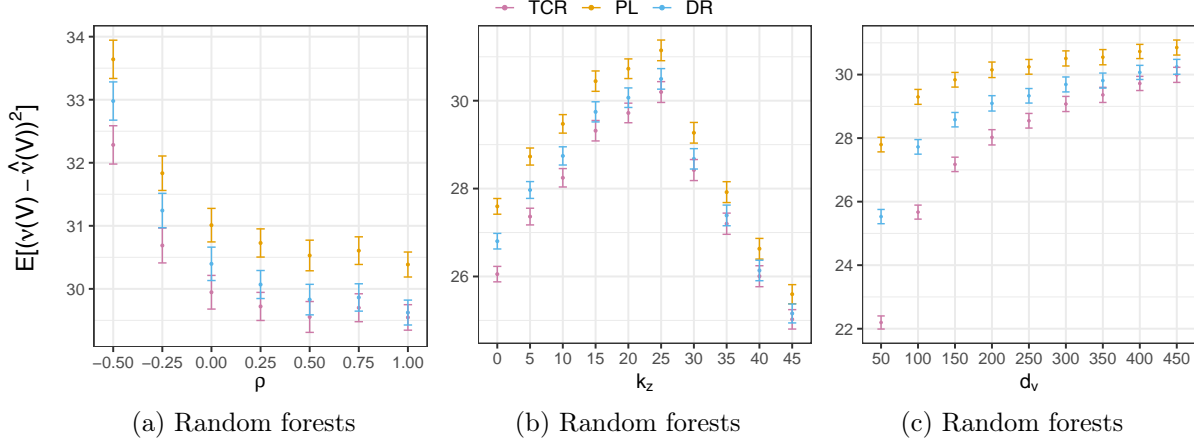 TCR PL DR
E[(ν(V) − ν̂(V))²]
34
33
32
31
30
29
−0.50 −0.25 0.00 0.25 0.50 0.75 1.00
ρ
(a) Random forests
30
28
26
0 5 10 15 20 25 30 35 40 45
k_z
(b) Random forests
32
30
28
26
24
22
50 100 150 200 250 300 350 400 450
d_v
(c) Random forests